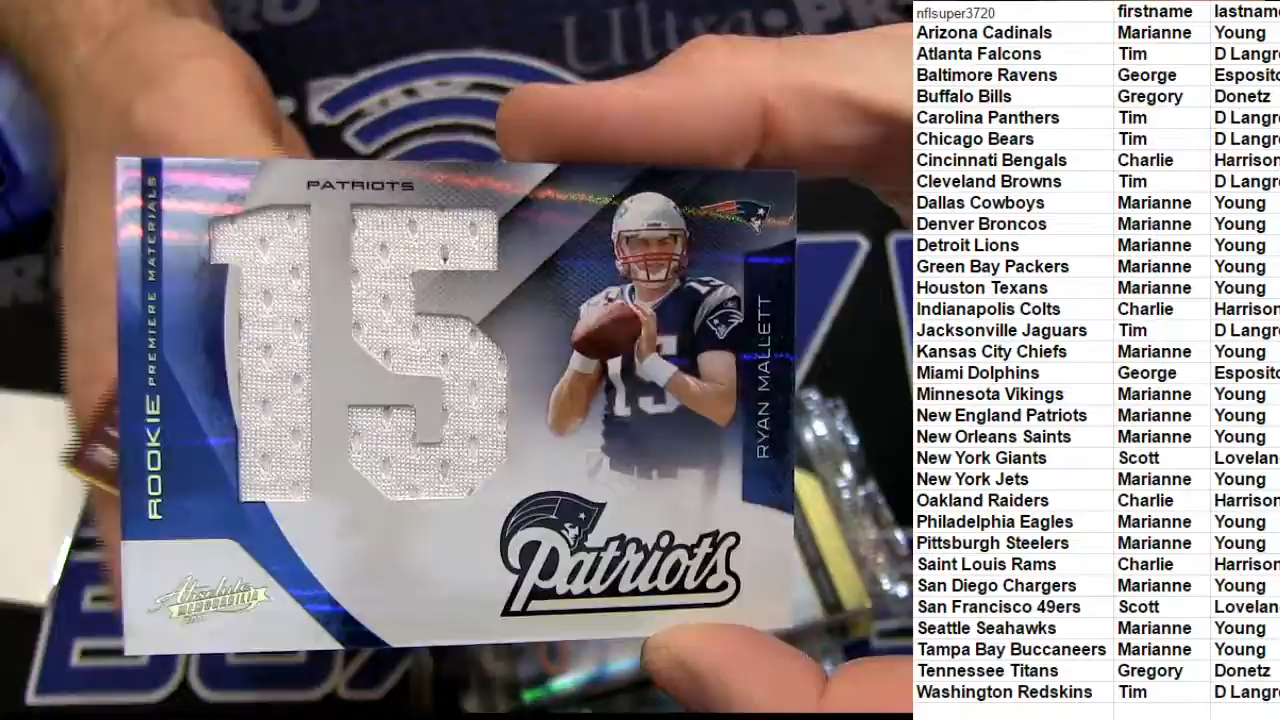 Ultra·PRO
PATRIOTS
ROOKIE PREMIERE MATERIALS
15
15
RYAN MALLETT
Patriots
Absolute
nflsuper3720 firstname lastname
Arizona Cadinals Marianne Young
Atlanta Falcons Tim D Langre
Baltimore Ravens George Esposito
Buffalo Bills Gregory Donetz
Carolina Panthers Tim D Langre
Chicago Bears Tim D Langre
Cincinnati Bengals Charlie Harrison
Cleveland Browns Tim D Langre
Dallas Cowboys Marianne Young
Denver Broncos Marianne Young
Detroit Lions Marianne Young
Green Bay Packers Marianne Young
Houston Texans Marianne Young
Indianapolis Colts Charlie Harrison
Jacksonville Jaguars Tim D Langre
Kansas City Chiefs Marianne Young
Miami Dolphins George Esposito
Minnesota Vikings Marianne Young
New England Patriots Marianne Young
New Orleans Saints Marianne Young
New York Giants Scott Lovelan
New York Jets Marianne Young
Oakland Raiders Charlie Harrison
Philadelphia Eagles Marianne Young
Pittsburgh Steelers Marianne Young
Saint Louis Rams Charlie Harrison
San Diego Chargers Marianne Young
San Francisco 49ers Scott Lovelan
Seattle Seahawks Marianne Young
Tampa Bay Buccaneers Marianne Young
Tennessee Titans Gregory Donetz
Washington Redskins Tim D Langre